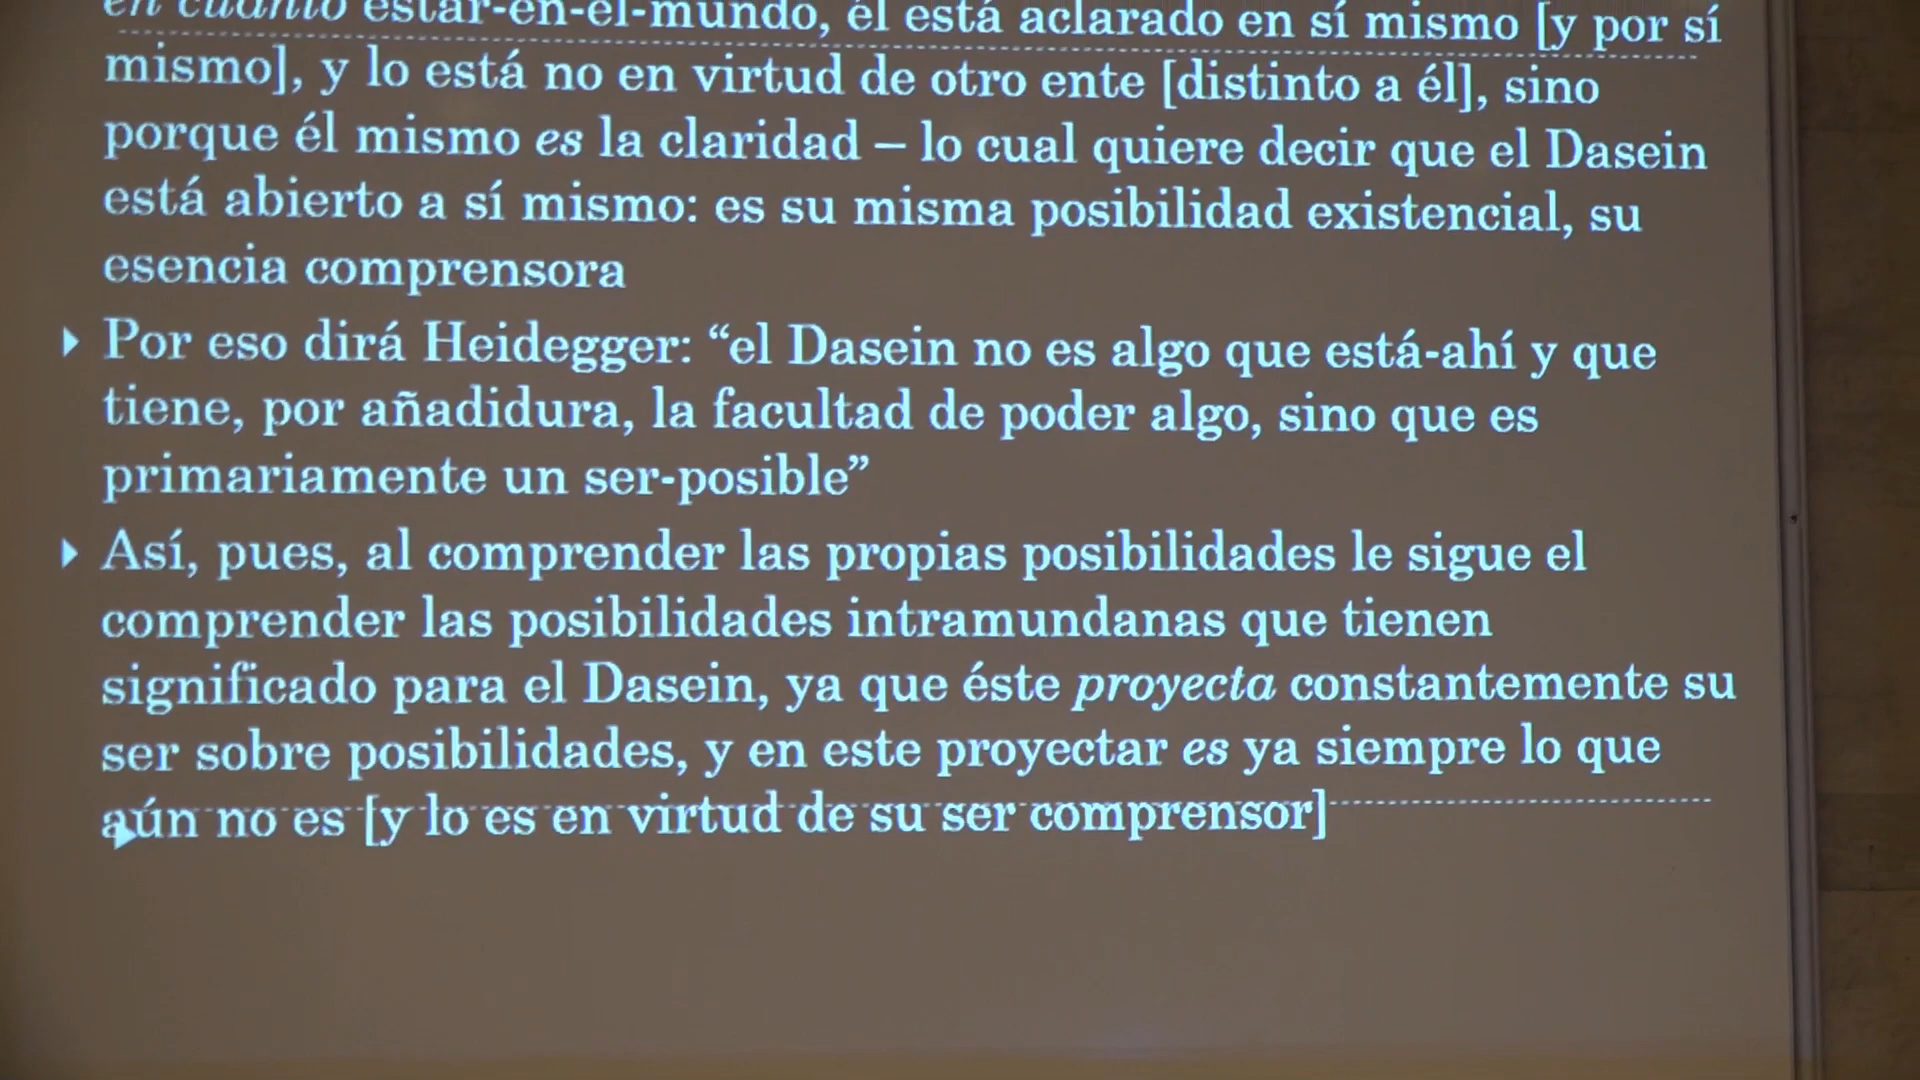 en cuanto estar-en-el-mundo, él está aclarado en sí mismo [y por sí
mismo], y lo está no en virtud de otro ente [distinto a él], sino
porque él mismo es la claridad – lo cual quiere decir que el Dasein
está abierto a sí mismo: es su misma posibilidad existencial, su
esencia comprensora
Por eso dirá Heidegger: “el Dasein no es algo que está-ahí y que
tiene, por añadidura, la facultad de poder algo, sino que es
primariamente un ser-posible”
Así, pues, al comprender las propias posibilidades le sigue el
comprender las posibilidades intramundanas que tienen
significado para el Dasein, ya que éste proyecta constantemente su
ser sobre posibilidades, y en este proyectar es ya siempre lo que
aún no es [y lo es en virtud de su ser comprensor]